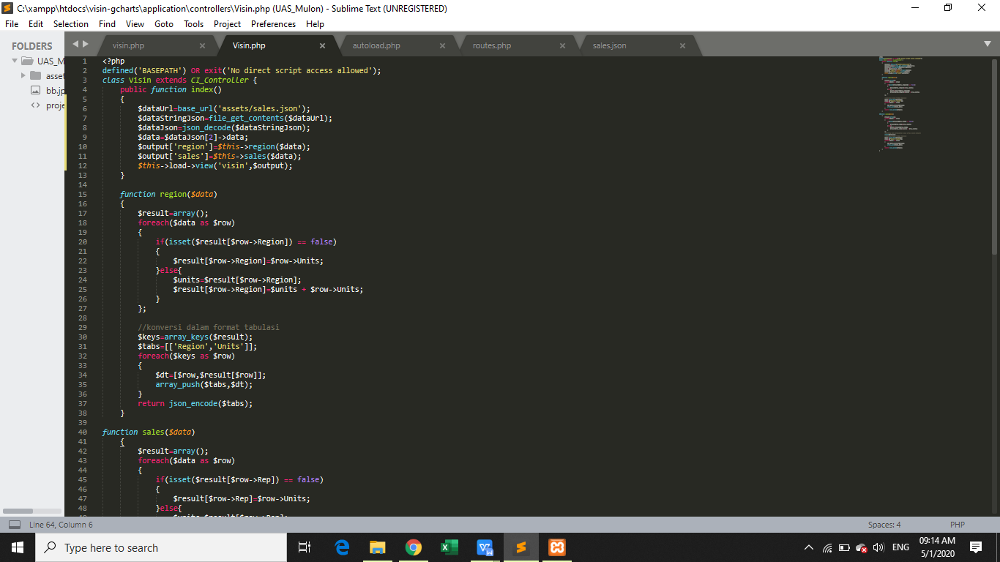 C:\xampp\htdocs\visin-gcharts\application\controllers\Visin.php (UAS_Mulon) - Sublime Text (UNREGISTERED)
File Edit Selection Find View Goto Tools Project Preferences Help
FOLDERS
UAS_M
asset
bb.jp
proje
visin.php Visin.php autoload.php routes.php sales.json
1 <?php
2 defined('BASEPATH') OR exit('No direct script access allowed');
3 class Visin extends CI_Controller {
4 public function index()
5 {
6 $dataUrl=base_url('assets/sales.json');
7 $dataStringJson=file_get_contents($dataUrl);
8 $dataJson=json_decode($dataStringJson);
9 $data=$dataJson[2]->data;
10 $output['region']=$this->region($data);
11 $output['sales']=$this->sales($data);
12 $this->load->view('visin',$output);
13 }
14
15 function region($data)
16 {
17 $result=array();
18 foreach($data as $row)
19 {
20 if(isset($result[$row->Region]) == false)
21 {
22 $result[$row->Region]=$row->Units;
23 }else{
24 $units=$result[$row->Region];
25 $result[$row->Region]=$units + $row->Units;
26 }
27 };
28
29 //konversi dalam format tabulasi
30 $keys=array_keys($result);
31 $tabs=[['Region','Units']];
32 foreach($keys as $row)
33 {
34 $dt=[$row,$result[$row]];
35 array_push($tabs,$dt);
36 }
37 return json_encode($tabs);
38 }
39
40 function sales($data)
41 {
42 $result=array();
43 foreach($data as $row)
44 {
45 if(isset($result[$row->Rep]) == false)
46 {
47 $result[$row->Rep]=$row->Units;
48 }else{
Line 64, Column 6
Spaces: 4
PHP
Type here to search
ENG
09:14 AM
5/1/2020